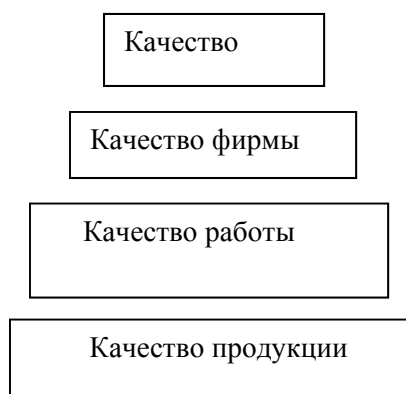 Качество
Качество фирмы
Качество работы
Качество продукции